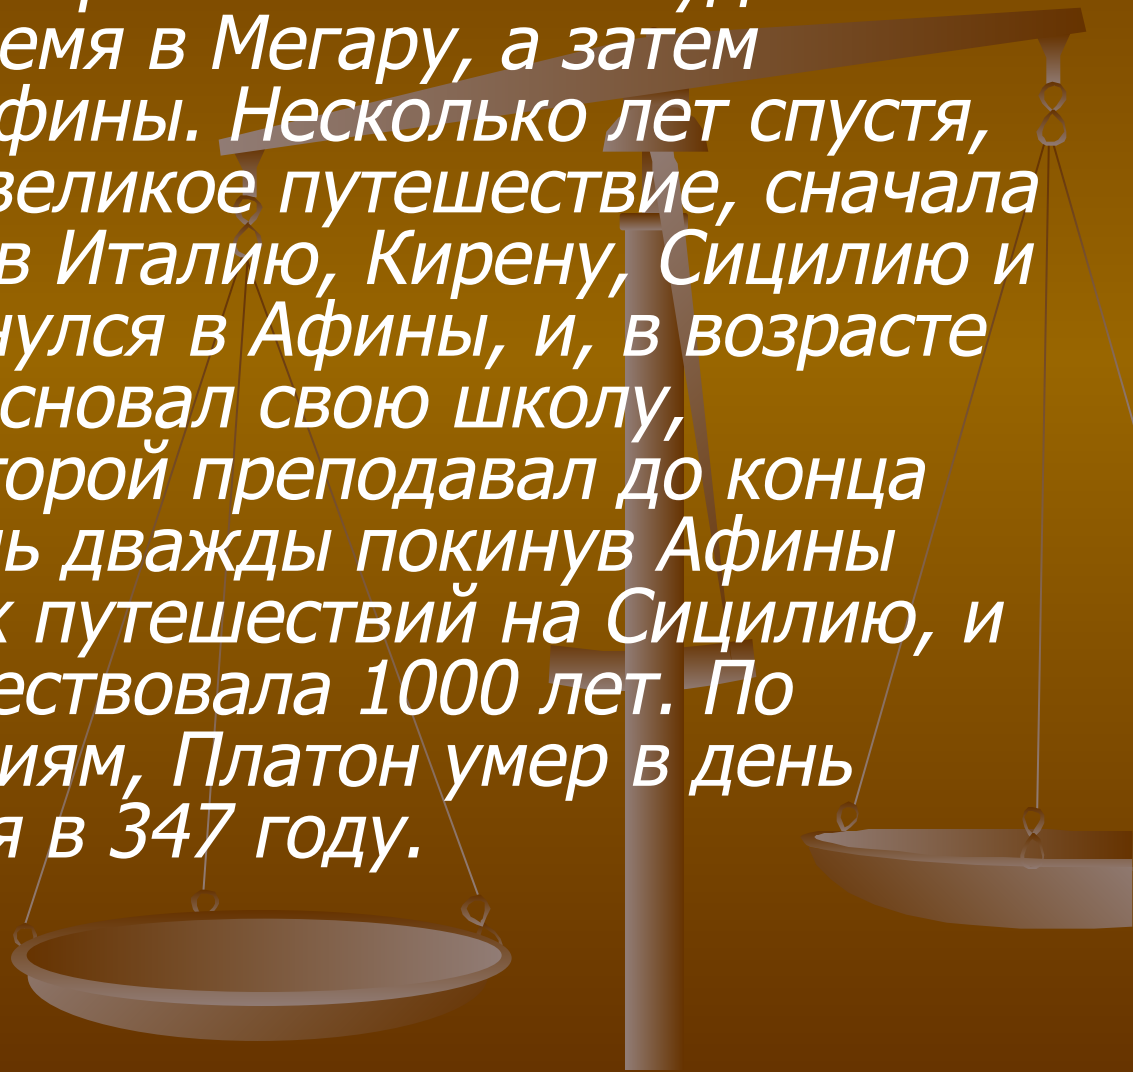 емя в Мегару, а затем
фины. Несколько лет спустя,
великое путешествие, сначала
в Италию, Кирену, Сицилию и
нулся в Афины, и, в возрасте
сновал свою школу,
торой преподавал до конца
ь дважды покинув Афины
х путешествий на Сицилию, и
ествовала 1000 лет. По
иям, Платон умер в день
я в 347 году.